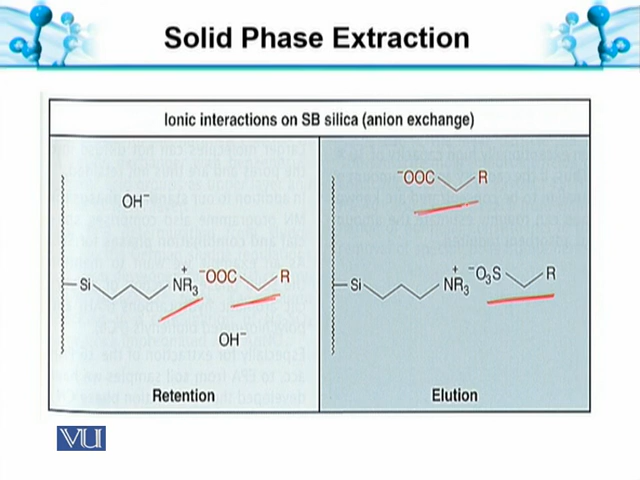 Solid Phase Extraction
Ionic interactions on SB silica (anion exchange)
OH⁻
Si
NR₃⁺ ⁻OOC R
OH⁻
Retention
⁻OOC R
Si
NR₃⁺ ⁻O₃S R
Elution
VU